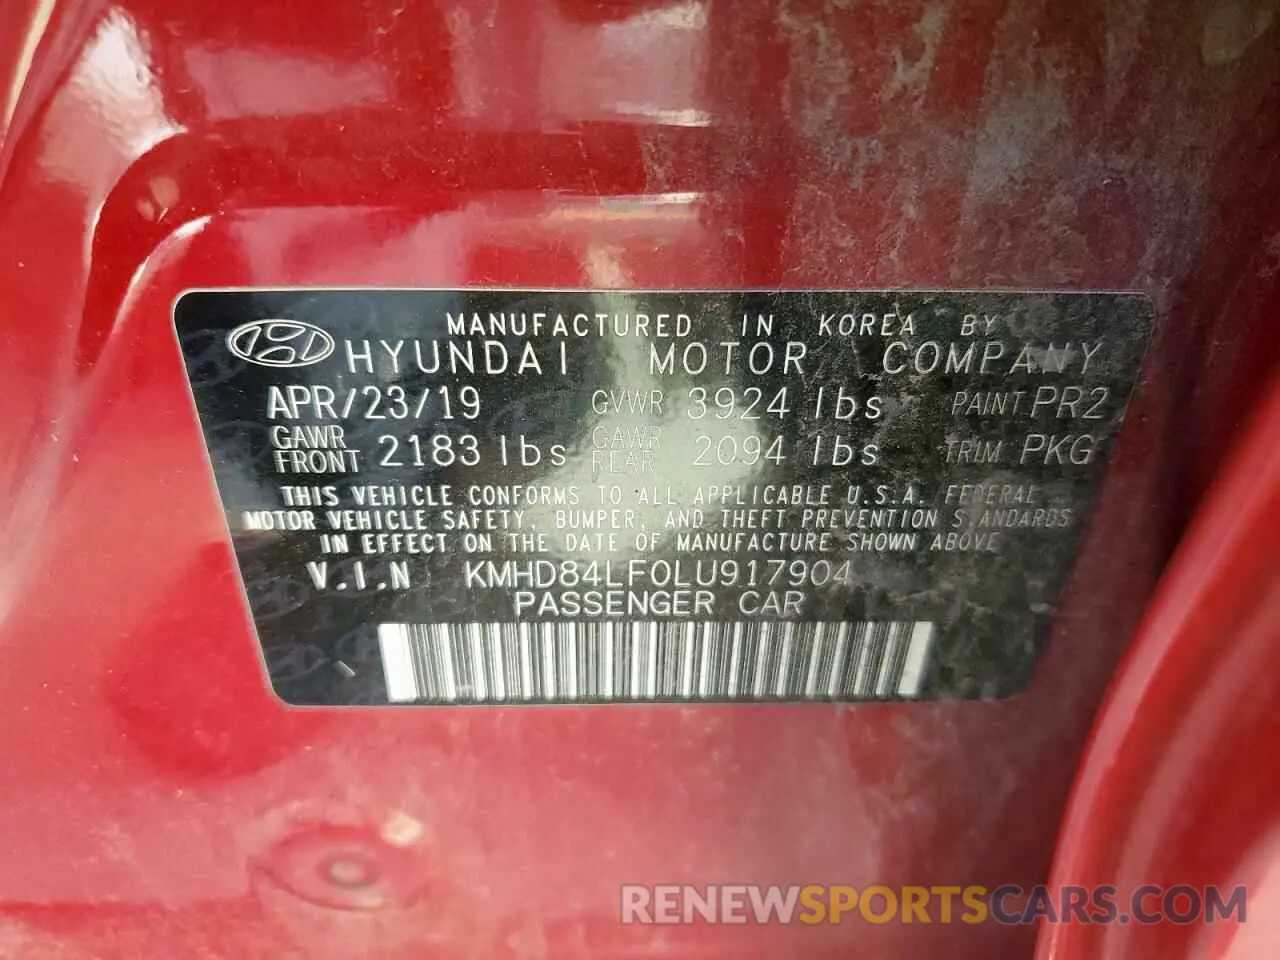 MANUFACTURED IN KOREA BY
HYUNDAI MOTOR COMPANY
APR/23/19 GVWR 3924 lbs PAINT PR2
GAWR FRONT 2183 lbs GAWR REAR 2094 lbs TRIM PKG
THIS VEHICLE CONFORMS TO ALL APPLICABLE U.S.A. FEDERAL
MOTOR VEHICLE SAFETY, BUMPER, AND THEFT PREVENTION STANDARDS
IN EFFECT ON THE DATE OF MANUFACTURE SHOWN ABOVE
V.I.N KMHD84LF0LU917904
PASSENGER CAR
RENEWSPORTSCARS.COM